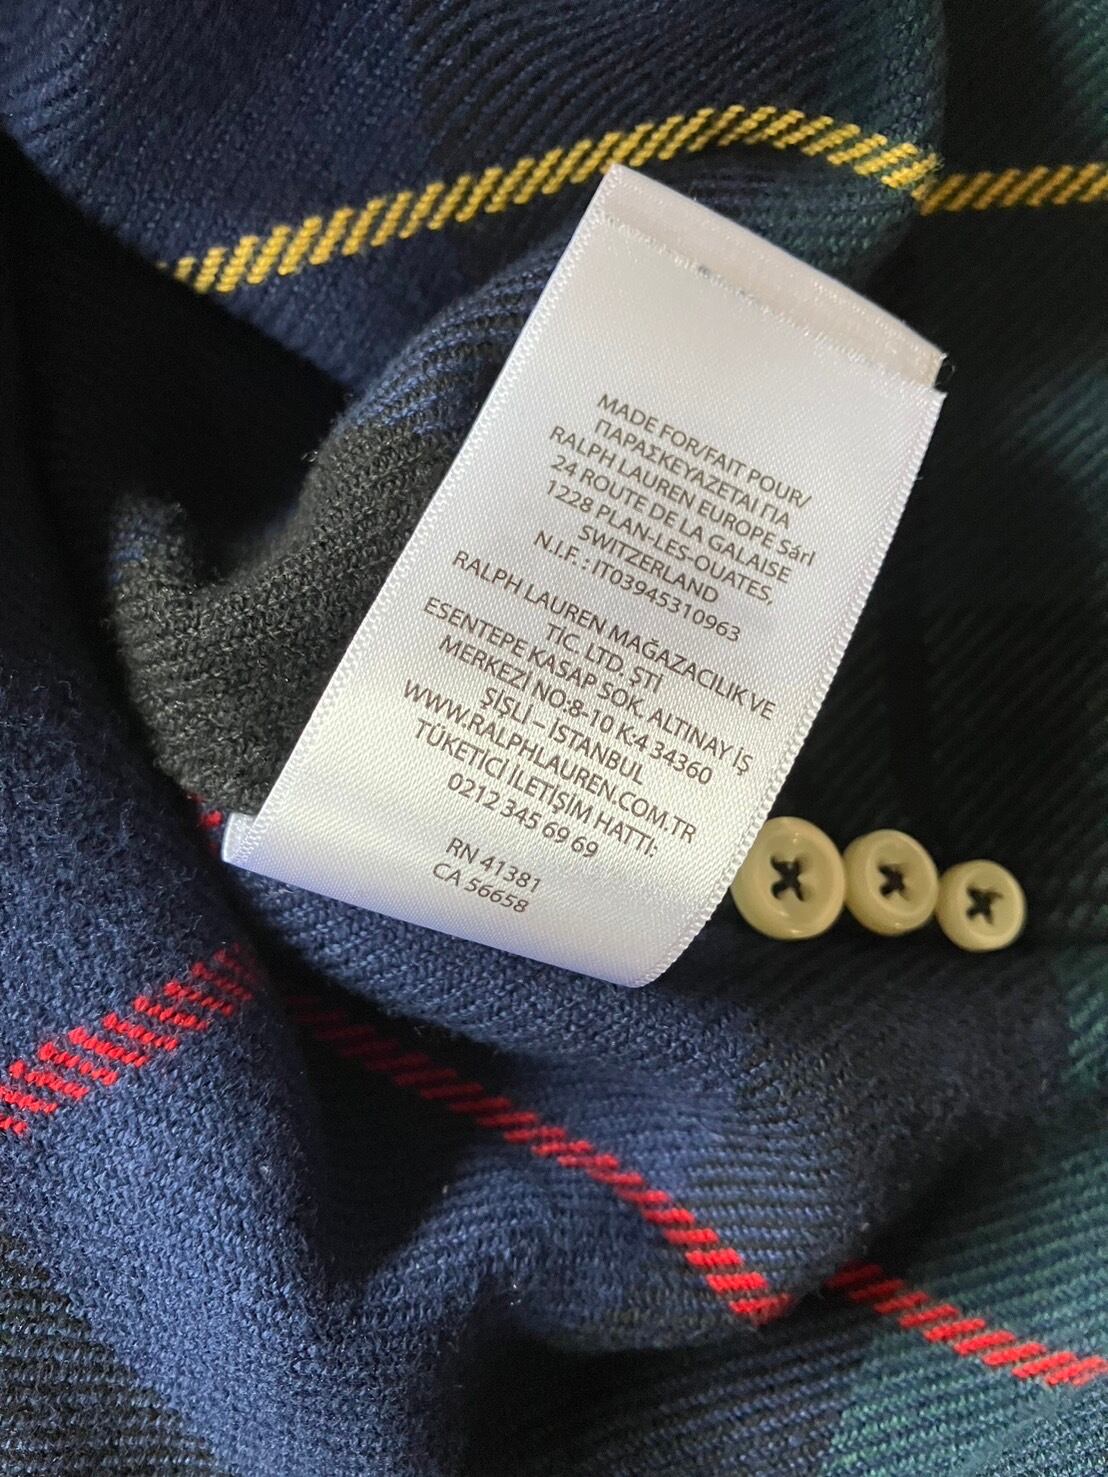 MADE FOR/FAIT POUR/
ΠΑΡΑΣΚΕΥΑΖΕΤΑΙ ΓΙΑ
RALPH LAUREN EUROPE Sárl
24 ROUTE DE LA GALAISE
1228 PLAN-LES-OUATES,
SWITZERLAND
N.I.F. : IT03945310963
RALPH LAUREN MAĞAZACILIK VE
TİC. LTD. ŞTİ
ESENTEPE KASAP SOK. ALTINAY İŞ
MERKEZİ NO:8-10 K:4 34360
ŞİŞLİ – İSTANBUL
WWW.RALPHLAUREN.COM.TR
TÜKETİCİ İLETİŞİM HATTI:
0212 345 69 69
RN 41381
CA 56658